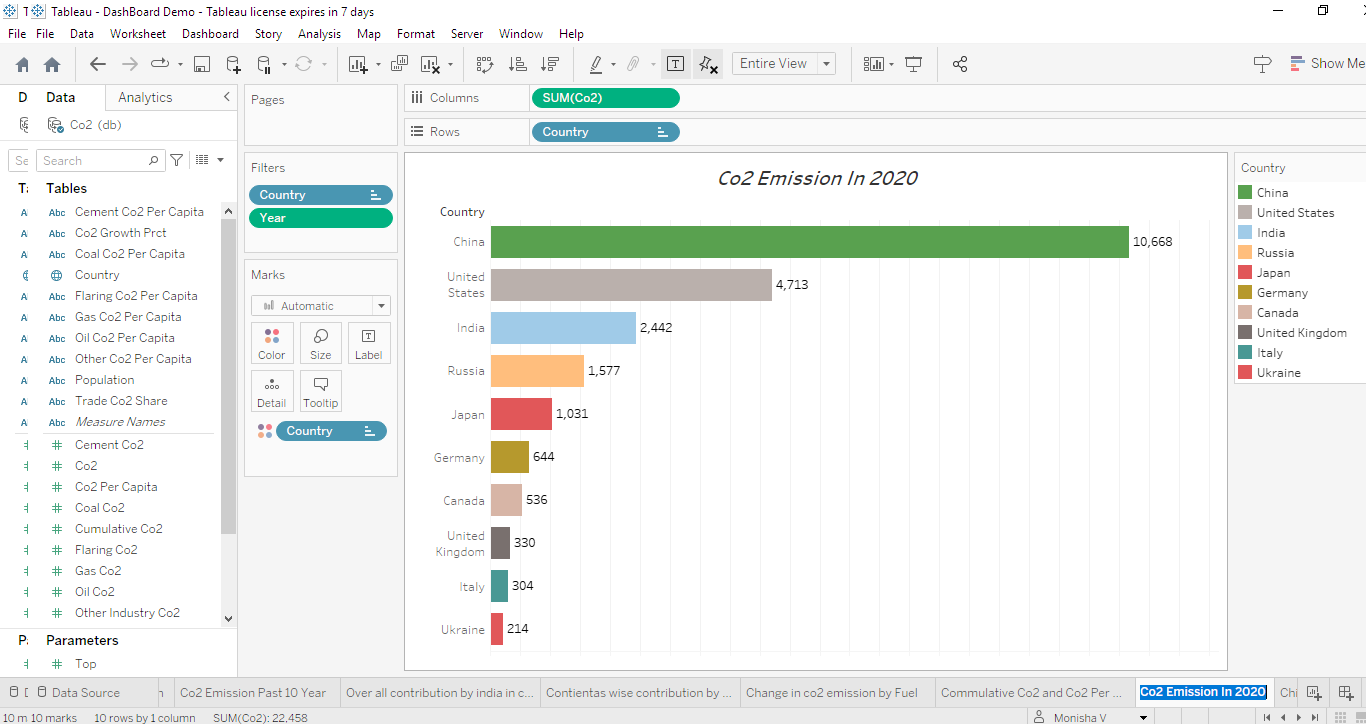 T Tableau - DashBoard Demo - Tableau license expires in 7 days
File File Data Worksheet Dashboard Story Analysis Map Format Server Window Help
Entire View
Show Me
D Data Analytics
Co2 (db)
Se Search
Tables
A Abc Cement Co2 Per Capita
A Abc Co2 Growth Prct
A Abc Coal Co2 Per Capita
Country
A Abc Flaring Co2 Per Capita
A Abc Gas Co2 Per Capita
A Abc Oil Co2 Per Capita
A Abc Other Co2 Per Capita
A Abc Population
A Abc Trade Co2 Share
A Abc Measure Names
# Cement Co2
# Co2
# Co2 Per Capita
# Coal Co2
# Cumulative Co2
# Flaring Co2
# Gas Co2
# Oil Co2
# Other Industry Co2
Parameters
# Top
Pages
Filters
Country
Year
Marks
Automatic
Color Size Label
Detail Tooltip
Country
Columns SUM(Co2)
Rows Country
Co2 Emission In 2020
Country
China 10,668
United
States 4,713
India 2,442
Russia 1,577
Japan 1,031
Germany 644
Canada 536
United
Kingdom 330
Italy 304
Ukraine 214
Country
China
United States
India
Russia
Japan
Germany
Canada
United Kingdom
Italy
Ukraine
Data Source n Co2 Emission Past 10 Year Over all contribution by india in c... Contientas wise contribution by ... Change in co2 emission by Fuel Commulative Co2 and Co2 Per ... Co2 Emission In 2020 Chi
10 m 10 marks 10 rows by 1 column SUM(Co2): 22,458 Monisha V